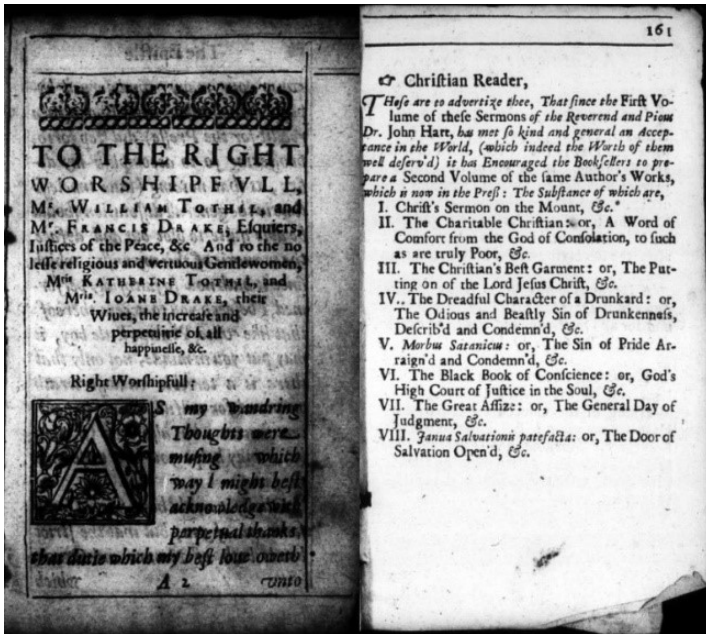 TO THE RIGHT
WORSHIPFVLL,
Mr. WILLIAM TOTHIL, and
Mr. FRANCIS DRAKE, Esquiers,
Iustices of the Peace, &c. And to the no
lesse religious and vertuous Gentlewomen,
Mris KATHERINE TOTHIL, and
Mris. IOANE DRAKE, their
Wiues, the increase and
perpetuitie of all
happinesse, &c.
Right Worshipfull:
AS my wandring
Thoughts were
musing which
way I might best
acknowledge with
perpetual thanks,
that dutie which my best loue oweth
A 2 vnto
161
☞ Christian Reader,
THese are to advertize thee, That since the First Vo-
lume of these Sermons of the Reverend and Pious
Dr. John Hart, has met so kind and general an Accep-
tance in the World, (which indeed the Worth of them
well deserv'd) it has Encouraged the Booksellers to pre-
pare a Second Volume of the same Author's Works,
which is now in the Press: The Substance of which are,
I. Christ's Sermon on the Mount, &c.
II. The Charitable Christian: or, A Word of
Comfort from the God of Consolation, to such
as are truly Poor, &c.
III. The Christian's Best Garment: or, The Put-
ting on of the Lord Jesus Christ, &c.
IV. The Dreadful Character of a Drunkard: or,
The Odious and Beastly Sin of Drunkenness,
Describ'd and Condemn'd, &c.
V. Morbus Satanicus: or, The Sin of Pride Ar-
raign'd and Condemn'd, &c.
VI. The Black Book of Conscience: or, God's
High Court of Justice in the Soul, &c.
VII. The Great Assize: or, The General Day of
Judgment, &c.
VIII. Janua Salvationis patefacta: or, The Door of
Salvation Open'd, &c.